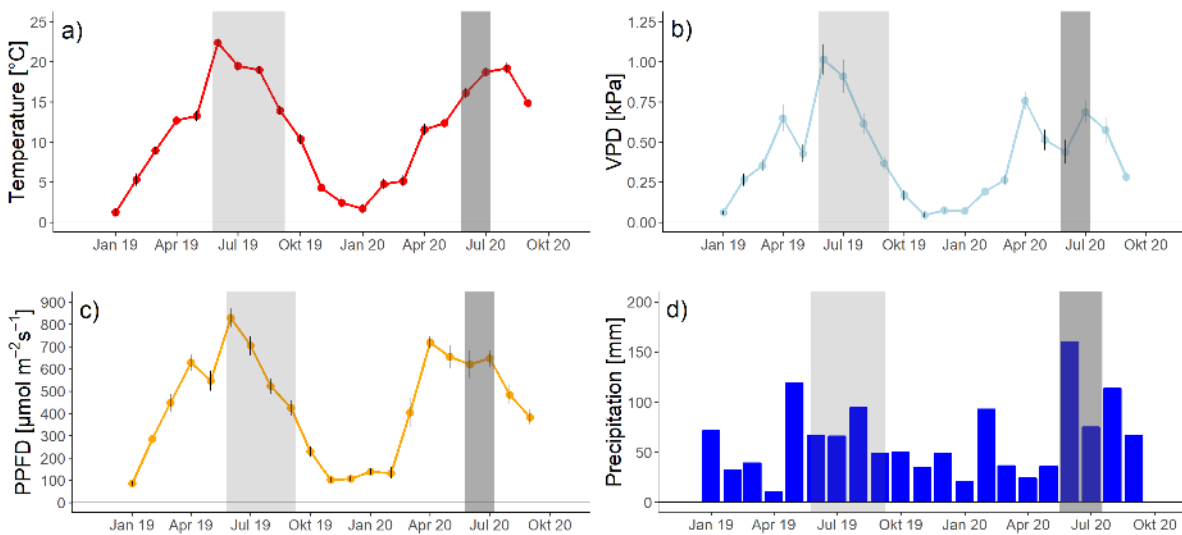 a)
Temperature [°C]
25
20
15
10
5
0
Jan 19 Apr 19 Jul 19 Okt 19 Jan 20 Apr 20 Jul 20 Okt 20
b)
VPD [kPa]
1.25
1.00
0.75
0.50
0.25
0.00
Jan 19 Apr 19 Jul 19 Okt 19 Jan 20 Apr 20 Jul 20 Okt 20
c)
PPFD [µmol m⁻²s⁻¹]
900
800
700
600
500
400
300
200
100
0
Jan 19 Apr 19 Jul 19 Okt 19 Jan 20 Apr 20 Jul 20 Okt 20
d)
Precipitation [mm]
200
150
100
50
0
Jan 19 Apr 19 Jul 19 Okt 19 Jan 20 Apr 20 Jul 20 Okt 20